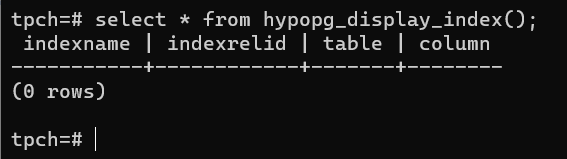 tpch=# select * from hypopg_display_index();
 indexname | indexrelid | table | column
-----------+------------+-------+--------
(0 rows)
tpch=#